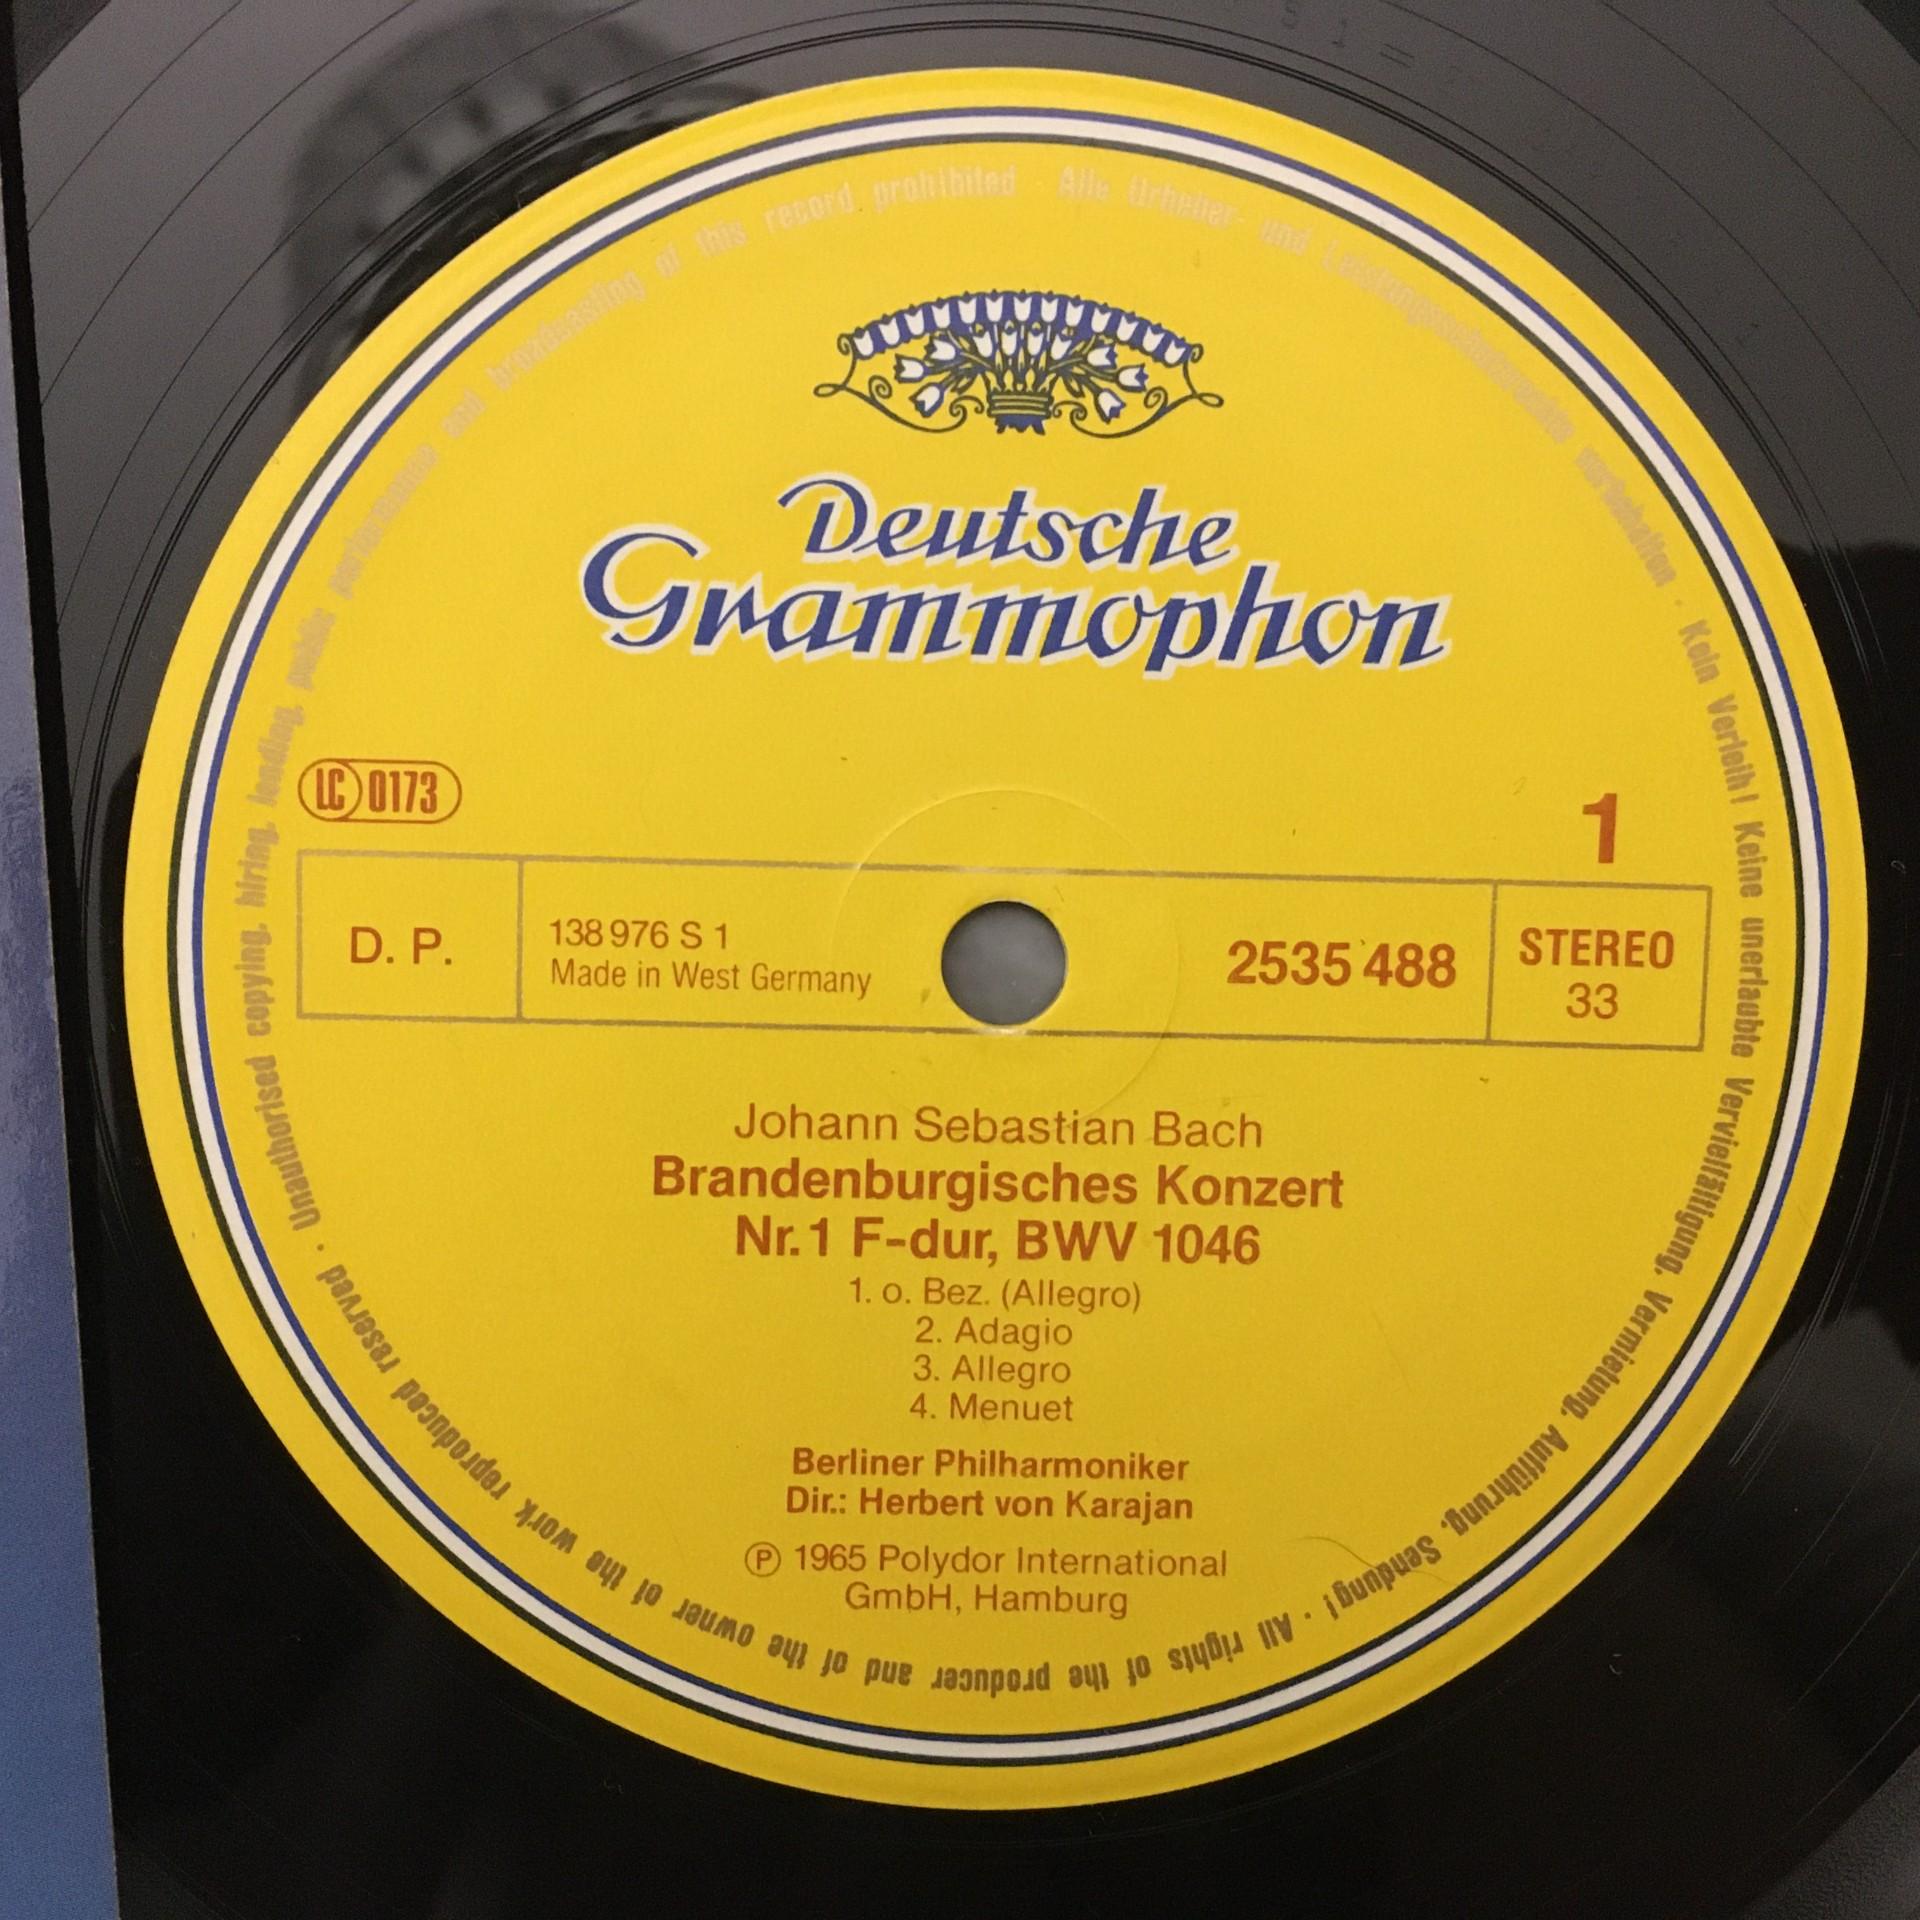 Deutsche
Grammophon
LC 0173
1
D. P.
138 976 S 1
Made in West Germany
2535 488
STEREO
33
Johann Sebastian Bach
Brandenburgisches Konzert
Nr. 1 F-dur, BWV 1046
1. o. Bez. (Allegro)
2. Adagio
3. Allegro
4. Menuet
Berliner Philharmoniker
Dir.: Herbert von Karajan
Ⓟ 1965 Polydor International
GmbH, Hamburg
Alle Urheber- und Leistungsschutzrechte vorbehalten · Kein Verleih! Keine unerlaubte Vervielfältigung, Vermietung, Aufführung, Sendung! · All rights of the producer and of the owner of the work reproduced reserved · Unauthorised copying, hiring, lending, public performance and broadcasting of this record prohibited ·